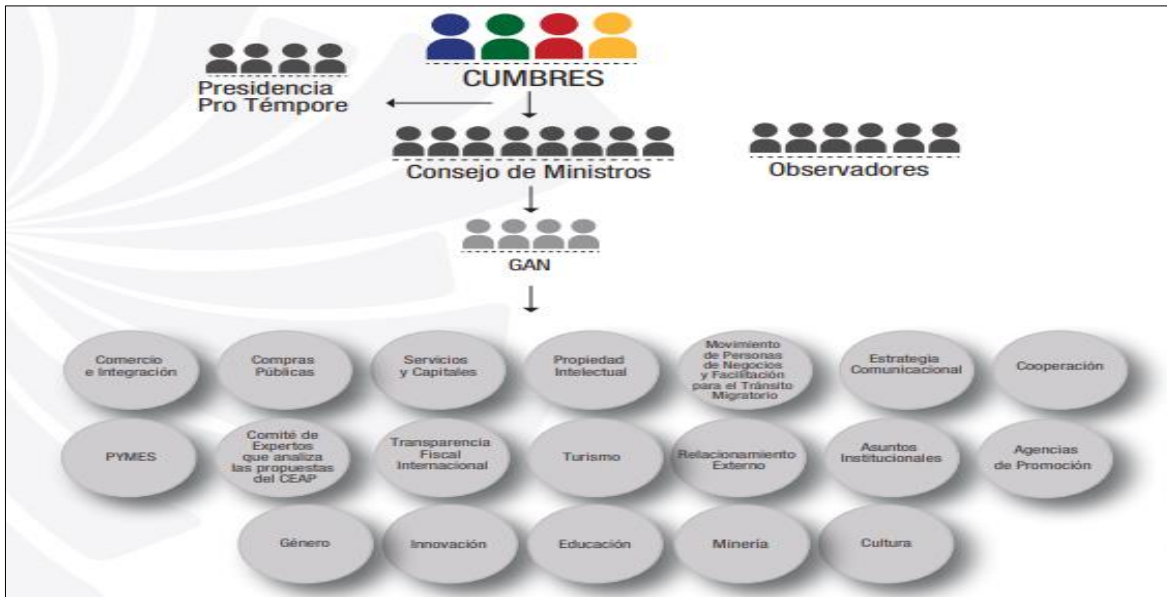 CUMBRES
Presidencia
Pro Témpore
Consejo de Ministros
Observadores
GAN
Comercio
e Integración
Compras
Públicas
Servicios
y Capitales
Propiedad
Intelectual
Movimiento
de Personas
de Negocios
y Facilitación
para el Tránsito
Migratorio
Estrategia
Comunicacional
Cooperación
PYMES
Comité de
Expertos
que analiza
las propuestas
del CEAP
Transparencia
Fiscal
Internacional
Turismo
Relacionamiento
Externo
Asuntos
Institucionales
Agencias
de Promoción
Género
Innovación
Educación
Minería
Cultura